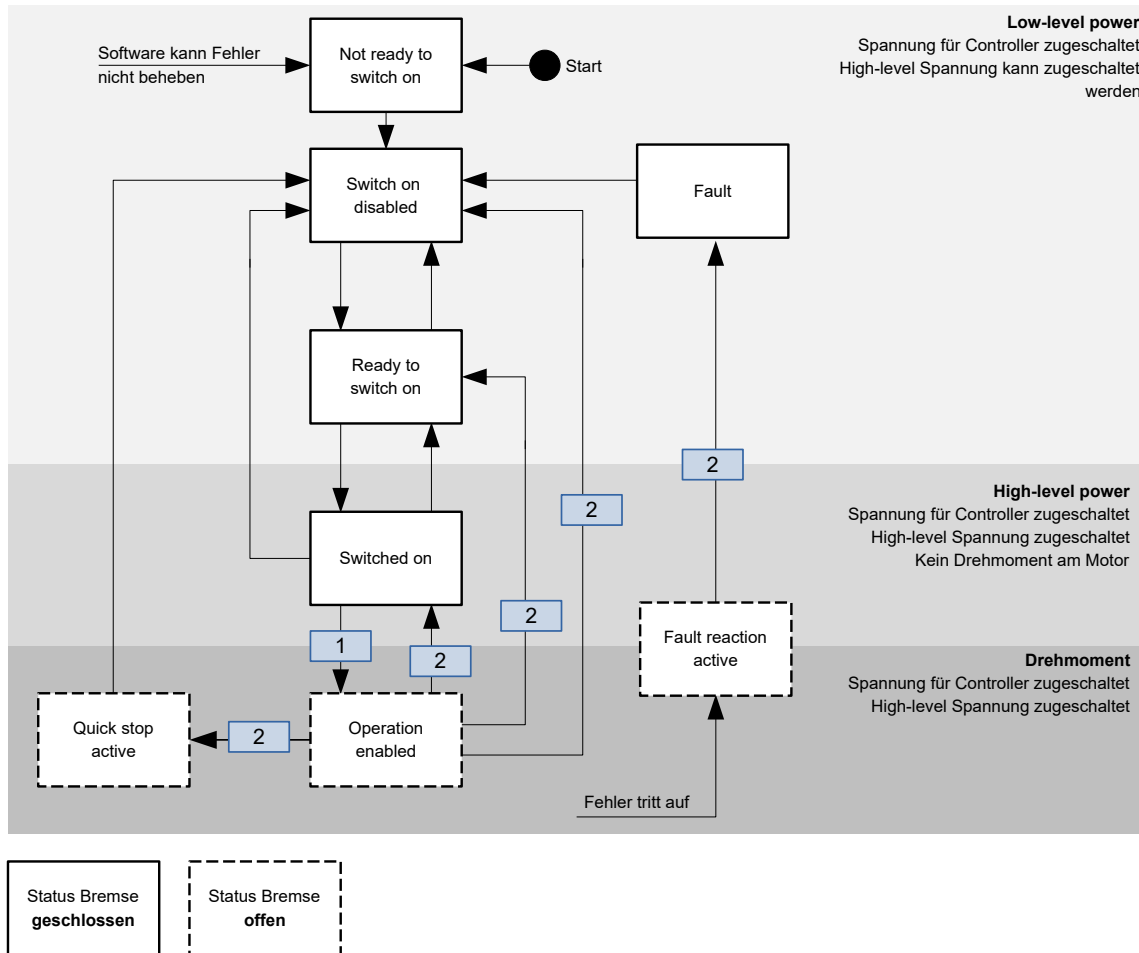 Low-level power
Spannung für Controller zugeschaltet
High-level Spannung kann zugeschaltet
werden
Software kann Fehler
nicht beheben
Not ready to
switch on
Start
Switch on
disabled
Fault
Ready to
switch on
2
High-level power
Spannung für Controller zugeschaltet
High-level Spannung zugeschaltet
Kein Drehmoment am Motor
2
Switched on
2
1
2
Fault reaction
active
Drehmoment
Spannung für Controller zugeschaltet
High-level Spannung zugeschaltet
Quick stop
active
2
Operation
enabled
Fehler tritt auf
Status Bremse
geschlossen
Status Bremse
offen